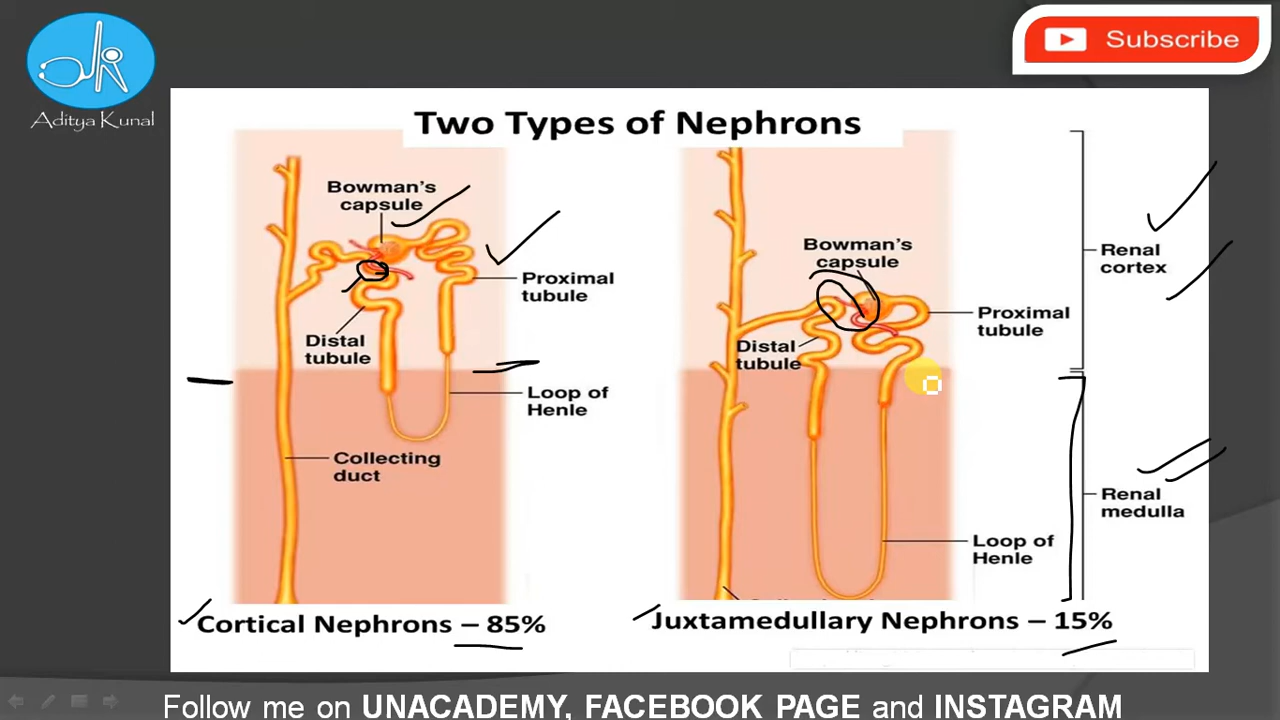 Aditya Kunal
Subscribe
Two Types of Nephrons
Bowman's
capsule
Proximal
tubule
Distal
tubule
Loop of
Henle
Collecting
duct
Cortical Nephrons – 85%
Bowman's
capsule
Proximal
tubule
Distal
tubule
Loop of
Henle
Renal
cortex
Renal
medulla
Juxtamedullary Nephrons – 15%
Follow me on UNACADEMY, FACEBOOK PAGE and INSTAGRAM